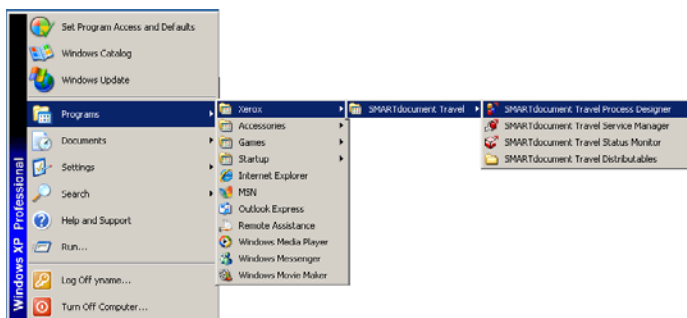 Set Program Access and Defaults
Windows Catalog
Windows Update
Programs
Documents
Settings
Search
Help and Support
Run...
Log Off yname...
Turn Off Computer...
Windows XP Professional
Xerox
Accessories
Games
Startup
Internet Explorer
MSN
Outlook Express
Remote Assistance
Windows Media Player
Windows Messenger
Windows Movie Maker
SMARTdocument Travel
SMARTdocument Travel Process Designer
SMARTdocument Travel Service Manager
SMARTdocument Travel Status Monitor
SMARTdocument Travel Distributables